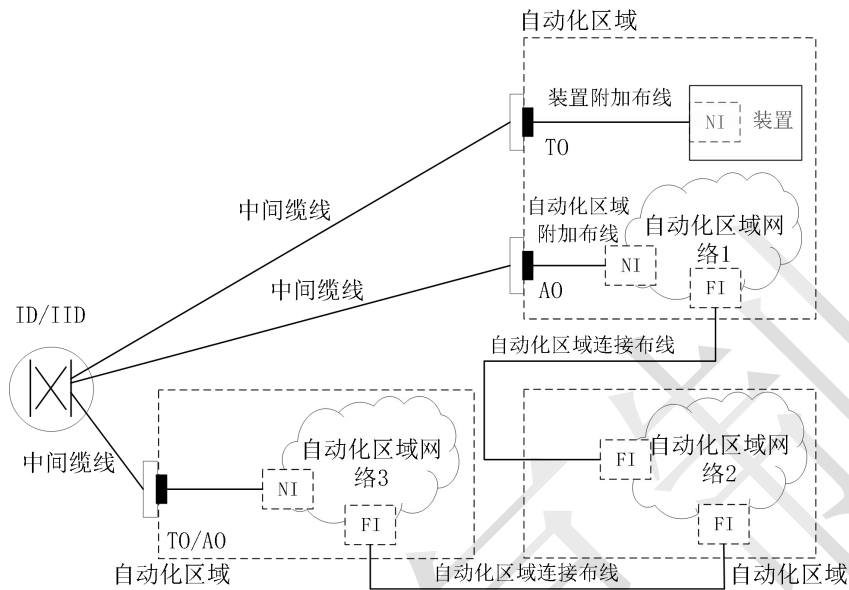 自动化区域
装置附加布线
NI
装置
TO
中间缆线
自动化区域
附加布线
自动化区域网
络1
NI
FI
AO
中间缆线
ID/IID
自动化区域连接布线
中间缆线
自动化区域网
络3
NI
FI
TO/AO
自动化区域
自动化区域网
络2
FI
FI
自动化区域连接布线
自动化区域